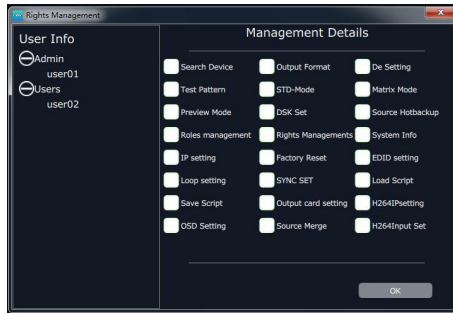 Rights Management
User Info
Admin
user01
Users
user02
Management Details
Search Device Output Format De Setting
Test Pattern STD-Mode Matrix Mode
Preview Mode DSK Set Source Hotbackup
Roles management Rights Managements System Info
IP setting Factory Reset EDID setting
Loop setting SYNC SET Load Script
Save Script Output card setting H264IPsetting
OSD Setting Source Merge H264Input Set
OK